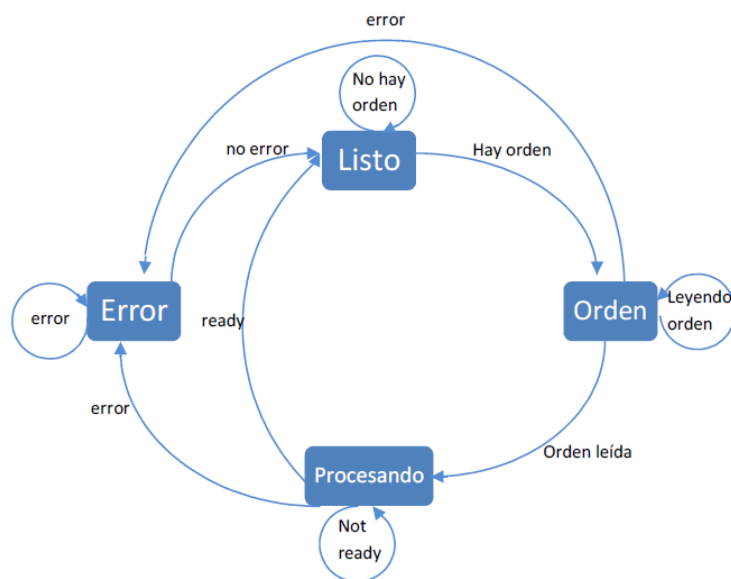 error
No hay
orden
no error
Listo
Hay orden
error
Error
ready
Orden
Leyendo
orden
error
Orden leída
Procesando
Not
ready